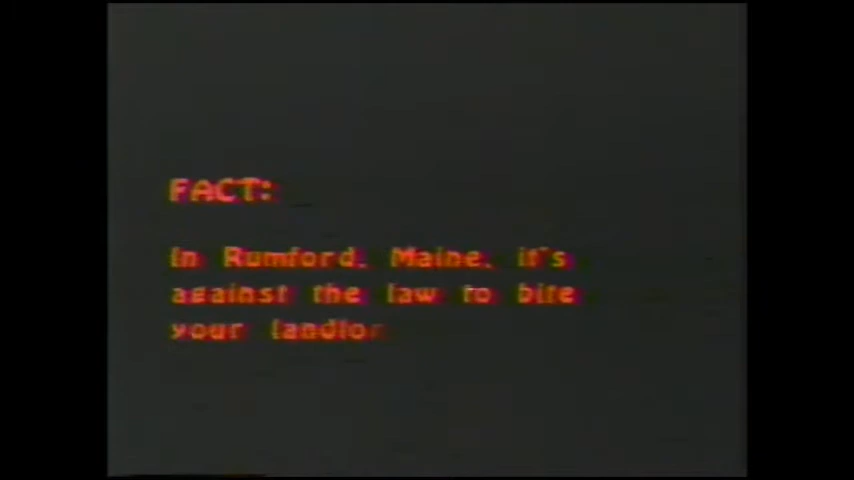 FACT:
In Rumford, Maine, it's
against the law to bite
your landlor